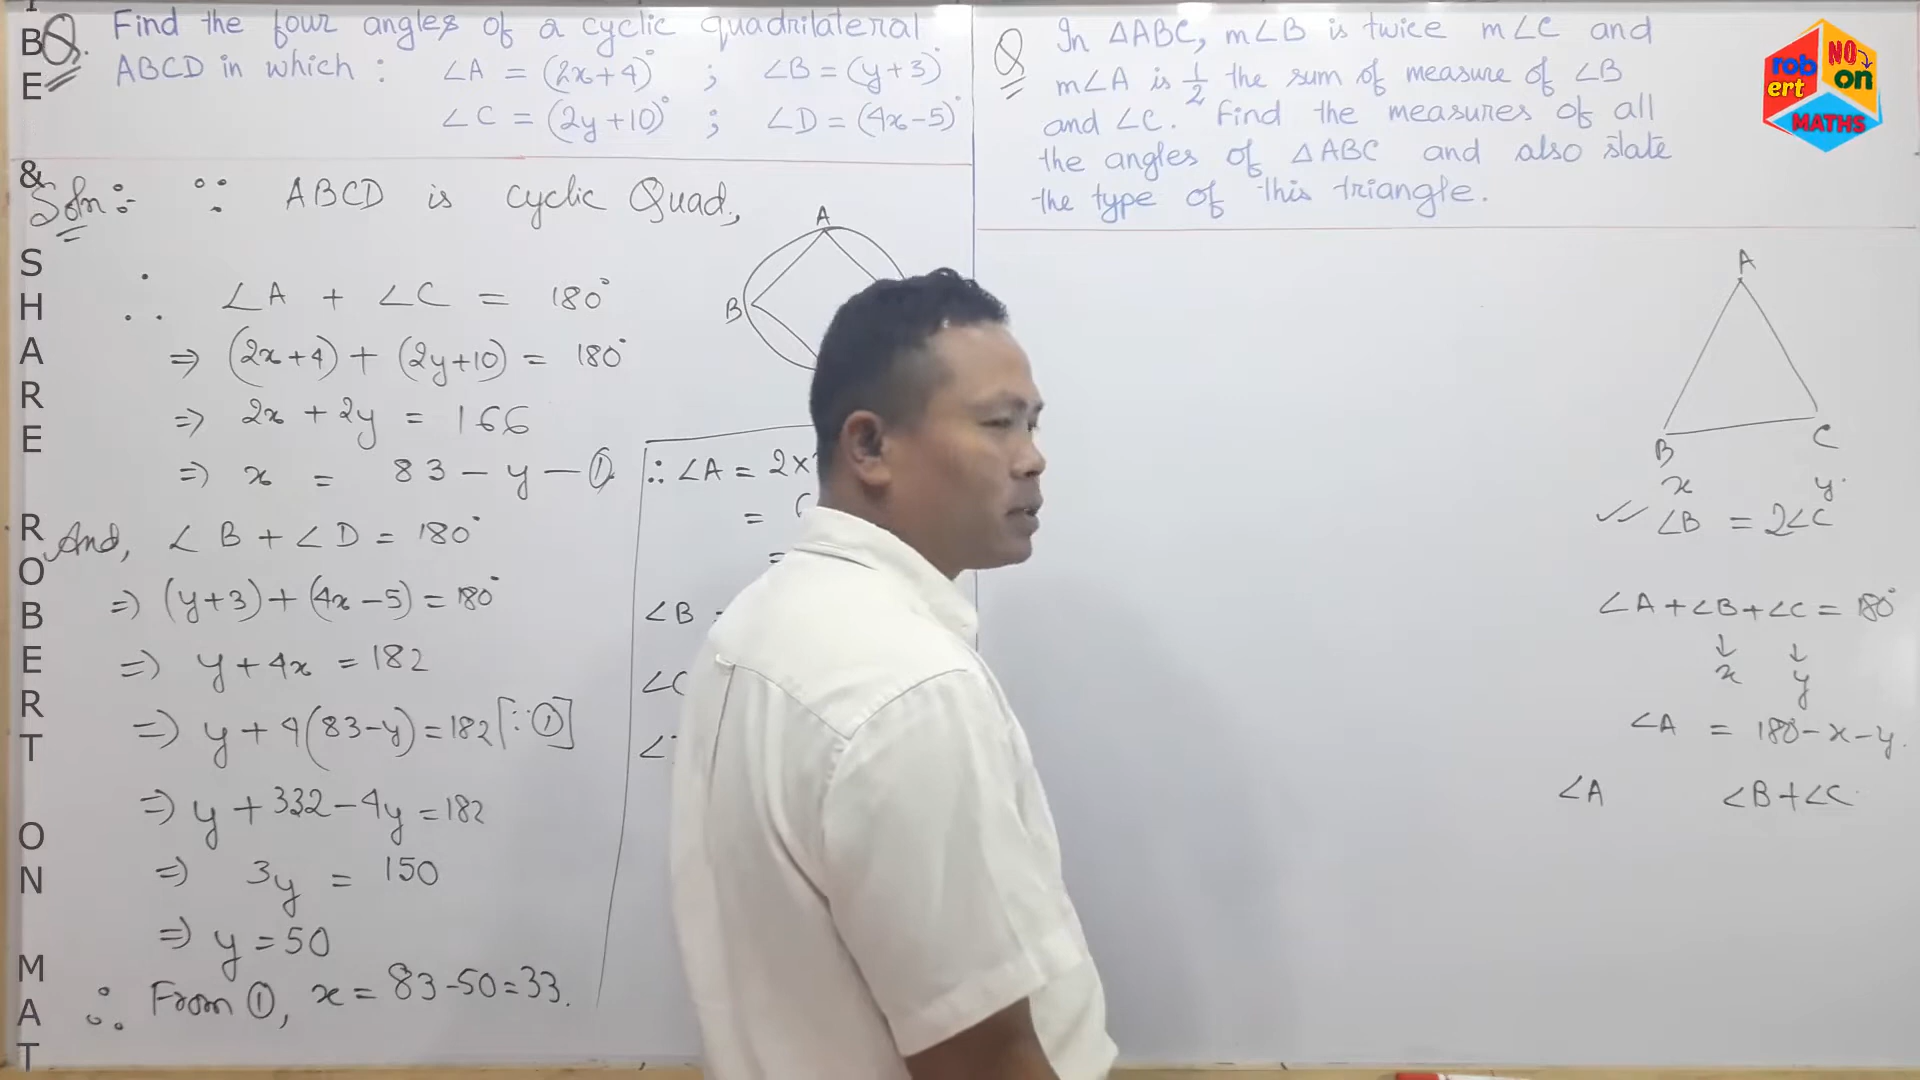 Q. Find the four angles of a cyclic quadrilateral
ABCD in which : ∠A = (2x+4)° ; ∠B = (y+3)°
∠C = (2y+10)° ; ∠D = (4x-5)°
Soln:- ∵ ABCD is cyclic Quad.,
∴ ∠A + ∠C = 180°
⇒ (2x+4) + (2y+10) = 180°
⇒ 2x + 2y = 166
⇒ x = 83 - y - ①
And, ∠B + ∠D = 180°
⇒ (y+3) + (4x-5) = 180°
⇒ y + 4x = 182
⇒ y + 4(83-y) = 182 [∵ ①]
⇒ y + 332 - 4y = 182
⇒ 3y = 150
⇒ y = 50
∴ From ①, x = 83-50 = 33.
A
B
∴ ∠A = 2×
=
=
∠B
∠C
∠
Q In △ABC, m∠B is twice m∠C and
m∠A is 1/2 the sum of measure of ∠B
and ∠C. Find the measures of all
the angles of △ABC and also state
the type of this triangle.
A
B C
x y
∠B = 2∠C
∠A + ∠B + ∠C = 180°
↓ ↓
x y
∠A = 180 - x - y.
∠A ∠B + ∠C
rob
ert
NO
on
MATHS
BE & SHARE ROBERT ON MAT